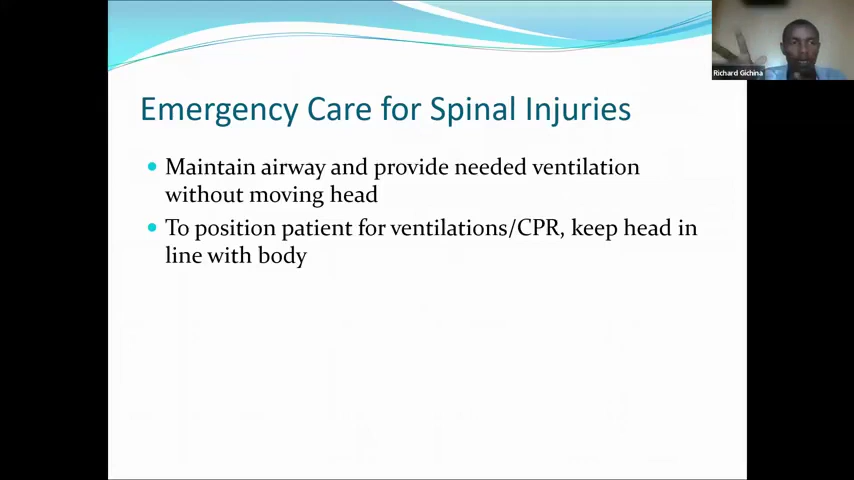 Richard Gichina
Emergency Care for Spinal Injuries
Maintain airway and provide needed ventilation
without moving head
To position patient for ventilations/CPR, keep head in
line with body